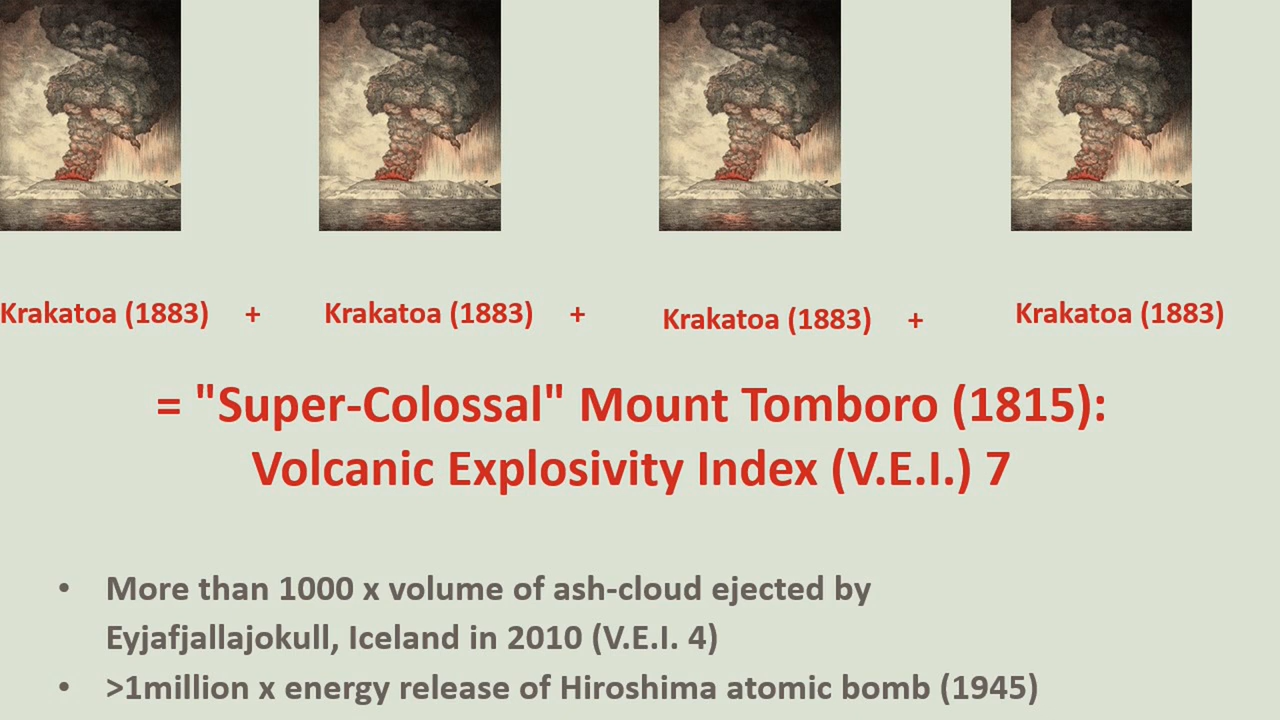 Krakatoa (1883) + Krakatoa (1883) + Krakatoa (1883) + Krakatoa (1883)
= "Super-Colossal" Mount Tomboro (1815):
Volcanic Explosivity Index (V.E.I.) 7
• More than 1000 x volume of ash-cloud ejected by
Eyjafjallajokull, Iceland in 2010 (V.E.I. 4)
• >1million x energy release of Hiroshima atomic bomb (1945)